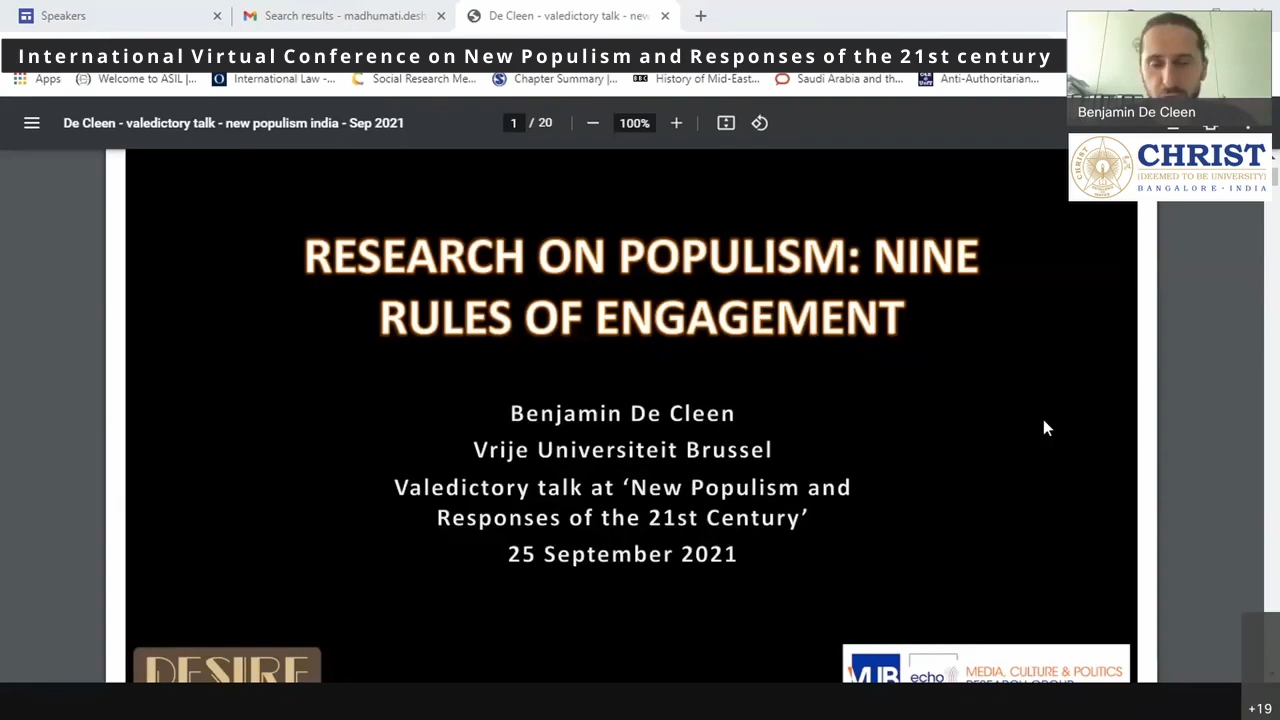 Speakers
Search results - madhumati.desh
De Cleen - valedictory talk - new
International Virtual Conference on New Populism and Responses of the 21st century
Apps
Welcome to ASIL |...
International Law -...
Social Research Me...
Chapter Summary |...
BBC
History of Mid-East...
Saudi Arabia and th...
Anti-Authoritarian...
De Cleen - valedictory talk - new populism india - Sep 2021
1 / 20
100%
Benjamin De Cleen
CHRIST
(DEEMED TO BE UNIVERSITY)
BANGALORE · INDIA
RESEARCH ON POPULISM: NINE
RULES OF ENGAGEMENT
Benjamin De Cleen
Vrije Universiteit Brussel
Valedictory talk at ‘New Populism and
Responses of the 21st Century’
25 September 2021
DESIRE
VUB
echo
MEDIA, CULTURE & POLITICS
RESEARCH GROUP
+19